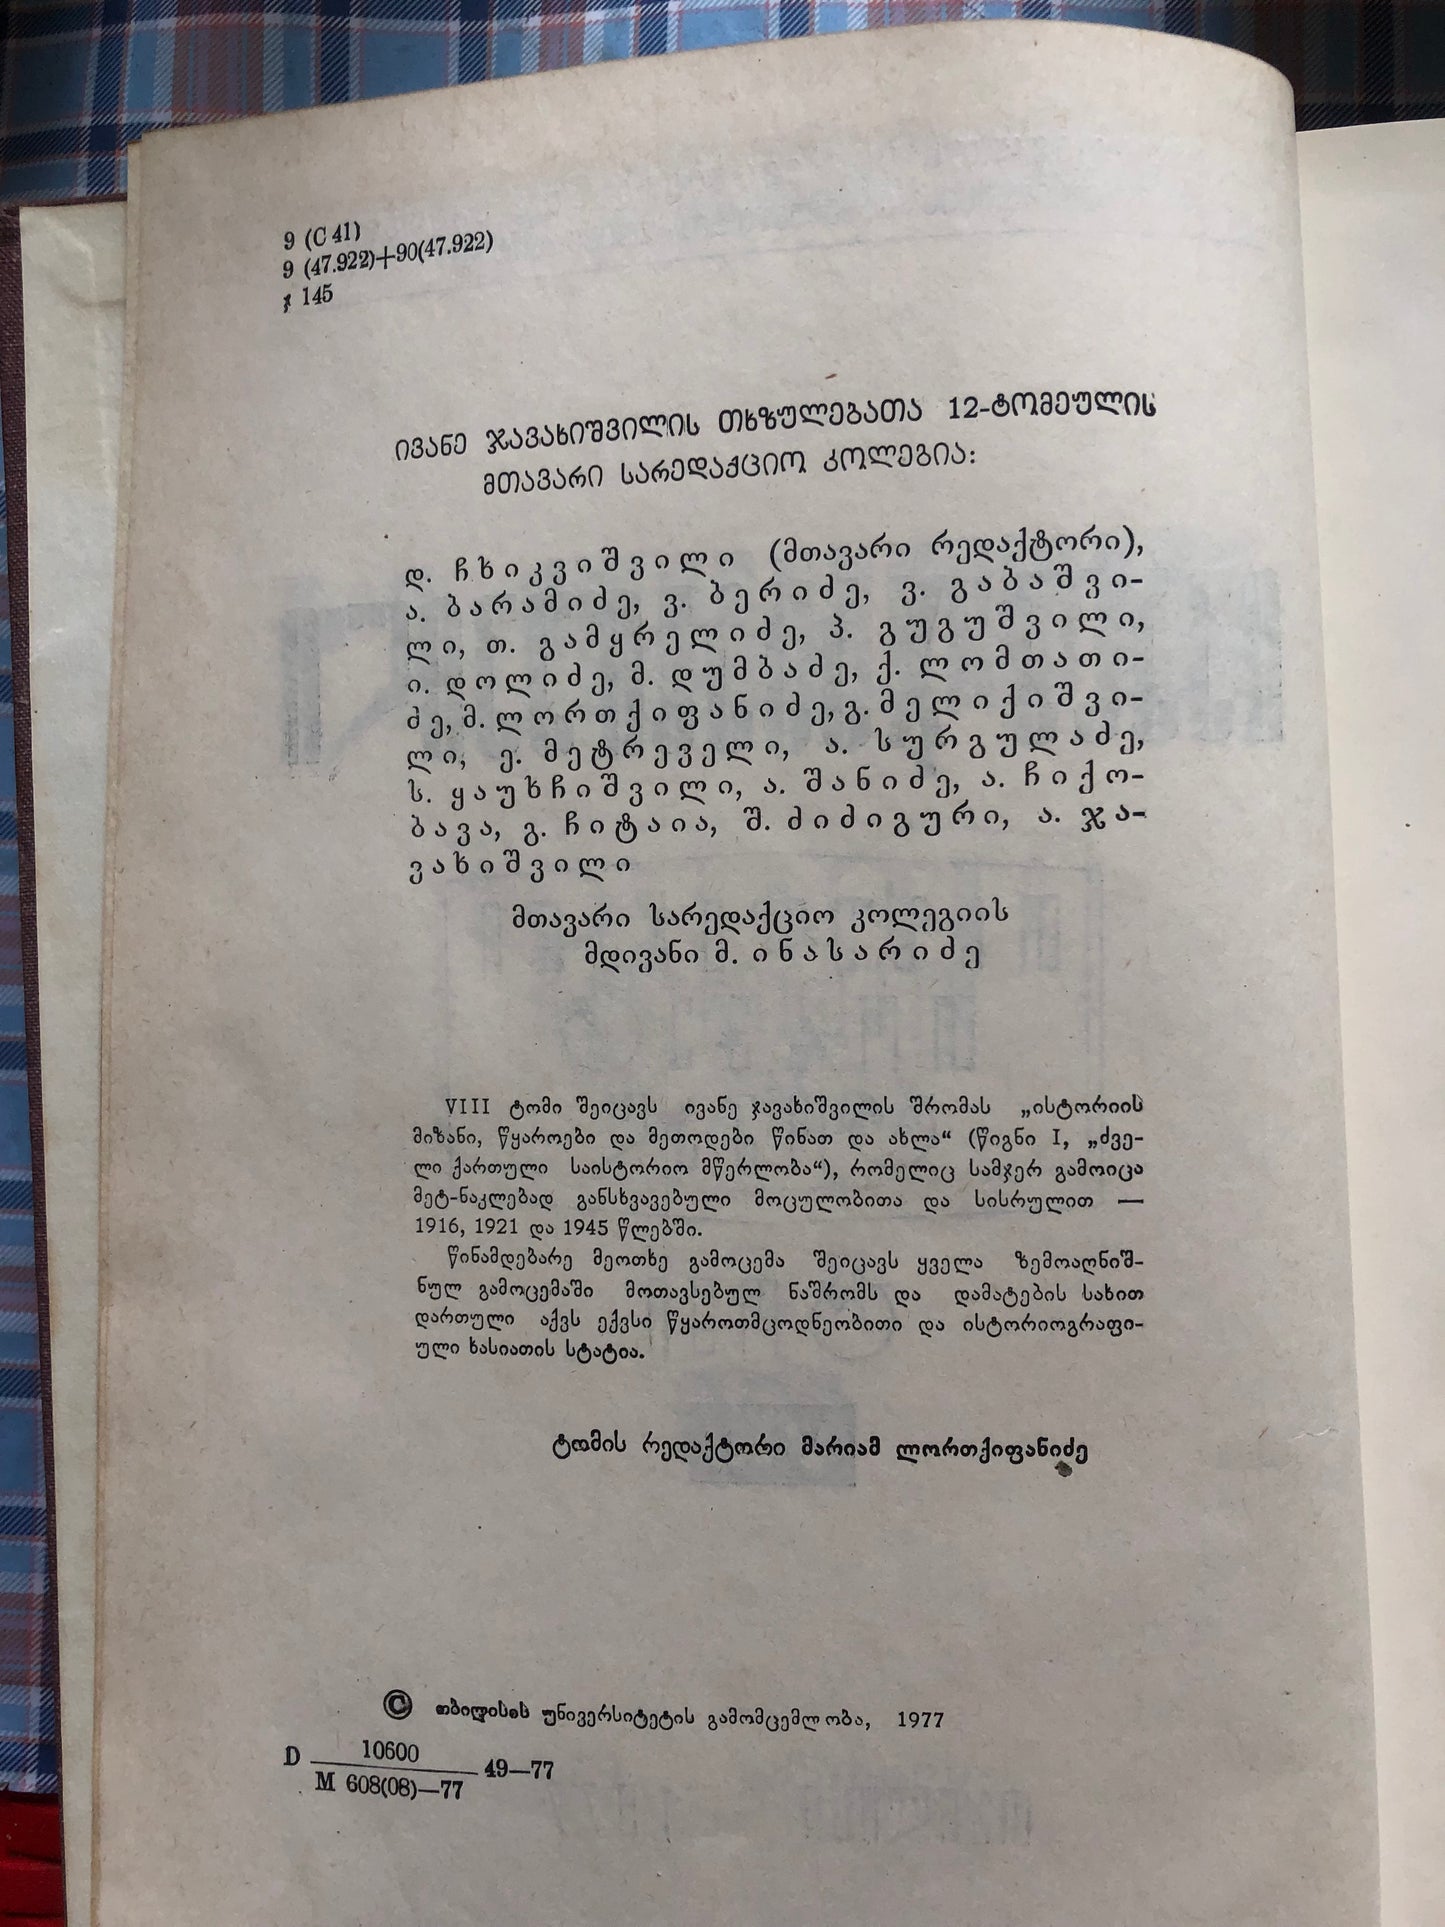 9 (C 41)
9 (47.922)+90(47.922)
ჯ 145
ივანე ჯავახიშვილის თხზულებათა 12-ტომეულის
მთავარი სარედაქციო კოლეგია:
დ. ჩხიკვიშვილი (მთავარი რედაქტორი),
ა. ბარამიძე, ვ. ბერიძე, ვ. გაბაშვი-
ლი, თ. გამყრელიძე, პ. გუგუშვილი,
ი. დოლიძე, მ. დუმბაძე, ქ. ლომთათი-
ძე, მ. ლორთქიფანიძე, გ. მელიქიშვი-
ლი, ე. მეტრეველი, ა. სურგულაძე,
ს. ყაუხჩიშვილი, ა. შანიძე, ა. ჩიქო-
ბავა, გ. ჩიტაია, შ. ძიძიგური, ა. ჯა-
ვახიშვილი
მთავარი სარედაქციო კოლეგიის
მდივანი მ. ინასარიძე
VIII ტომი შეიცავს ივანე ჯავახიშვილის შრომას „ისტორიის
მიზანი, წყაროები და მეთოდები წინათ და ახლა“ (წიგნი I, „ძვე-
ლი ქართული საისტორიო მწერლობა“), რომელიც სამჯერ გამოიცა
მეტ-ნაკლებად განსხვავებული მოცულობითა და სისრულით —
1916, 1921 და 1945 წლებში.
წინამდებარე მეოთხე გამოცემა შეიცავს ყველა ზემოაღნიშ-
ნულ გამოცემაში მოთავსებულ ნაშრომს და დამატების სახით
დართული აქვს ექვსი წყაროთმცოდნეობითი და ისტორიოგრაფი-
ული ხასიათის სტატია.
ტომის რედაქტორი მარიამ ლორთქიფანიძე
© თბილისის უნივერსიტეტის გამომცემლობა, 1977
D 10600 49—77
M 608(08)—77